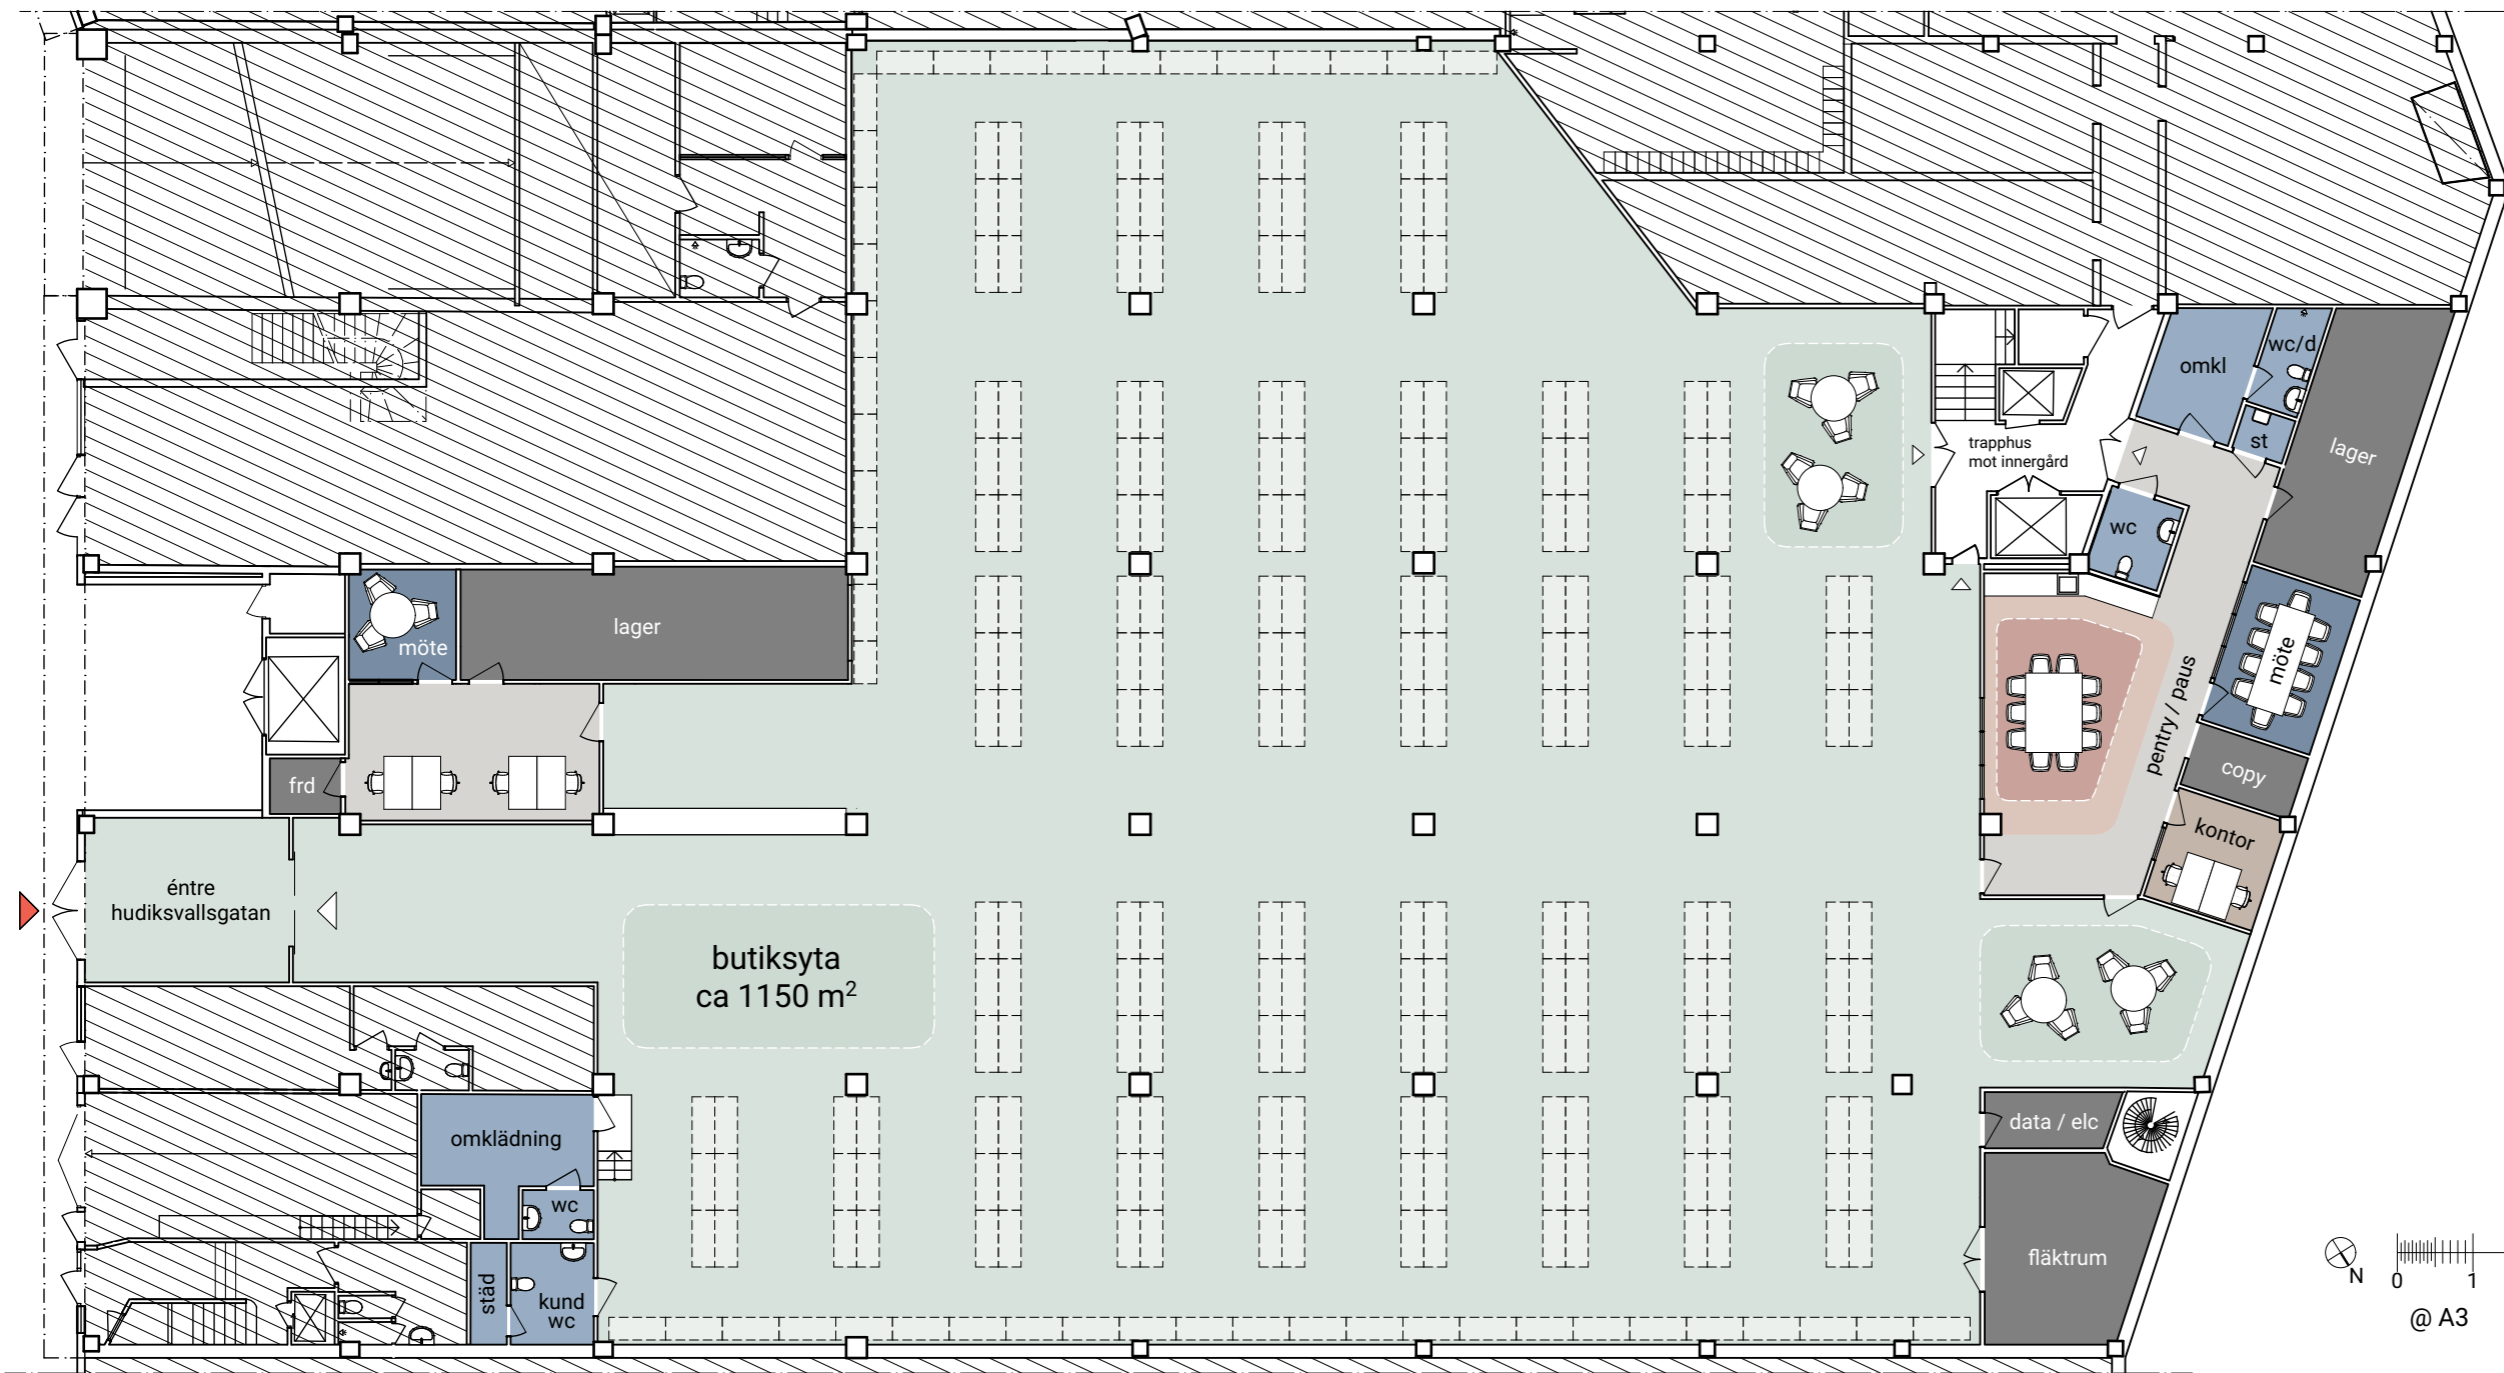 omkl
wc/d
st
lager
trapphus
mot innergård
wc
möte
lager
möte
pentry / paus
copy
frd
kontor
éntre
hudiksvallsgatan
butiksyta
ca 1150 m²
omklädning
wc
städ
kund
wc
data / elc
fläktrum
N
0
1
@ A3